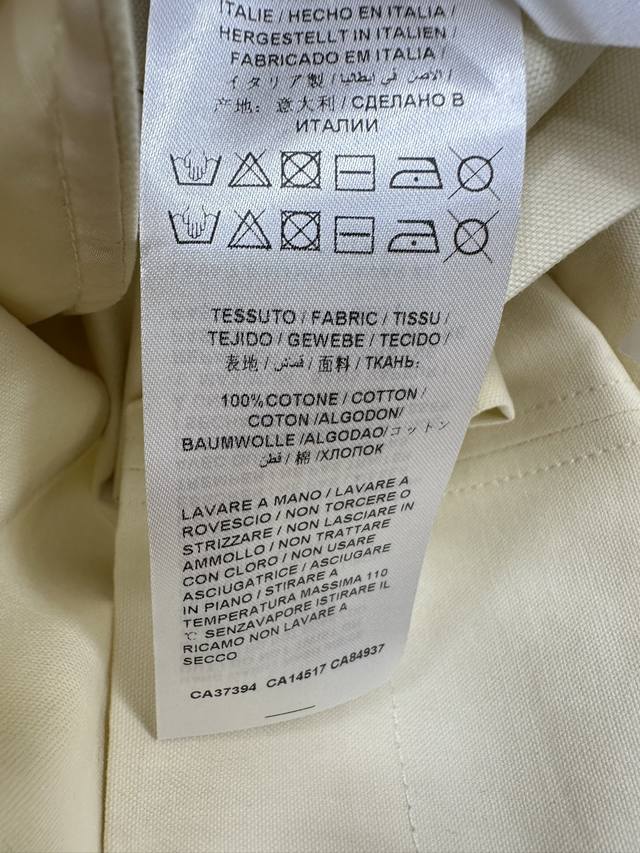 ITALIE / HECHO EN ITALIA /
HERGESTELLT IN ITALIEN /
FABRICADO EM ITALIA /
イタリア製 / الاصل في ايطاليا /
产地: 意大利 / СДЕЛАНО В
ИТАЛИИ
TESSUTO / FABRIC / TISSU /
TEJIDO / GEWEBE / TECIDO /
表地 / قماش / 面料 / ТКАНЬ:
100%COTONE / COTTON /
COTON /ALGODON/
BAUMWOLLE /ALGODAO/コットン
قطن / 棉 /ХЛОПОК
LAVARE A MANO / LAVARE A
ROVESCIO / NON TORCERE O
STRIZZARE / NON LASCIARE IN
AMMOLLO / NON TRATTARE
CON CLORO / NON USARE
ASCIUGATRICE / ASCIUGARE
IN PIANO / STIRARE A
TEMPERATURA MASSIMA 110
℃ SENZAVAPORE ISTIRARE IL
RICAMO NON LAVARE A
SECCO
CA37394 CA14517 CA84937